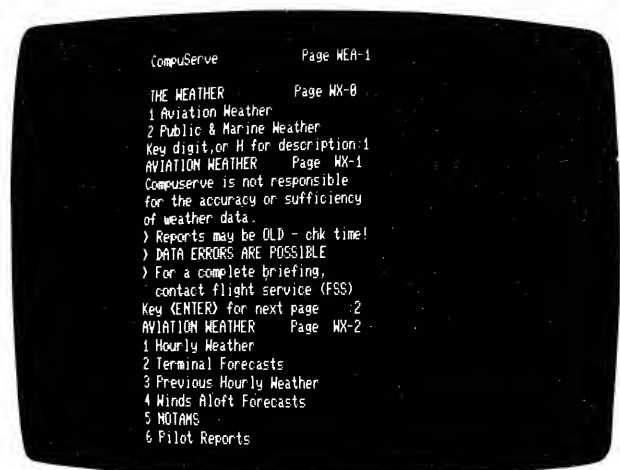 CompuServe Page WEA-1
THE WEATHER Page WX-0
1 Aviation Weather
2 Public & Marine Weather
Key digit,or H for description:1
AVIATION WEATHER Page WX-1
Compuserve is not responsible
for the accuracy or sufficiency
of weather data.
> Reports may be OLD - chk time!
> DATA ERRORS ARE POSSIBLE
> For a complete briefing,
contact flight service (FSS)
Key <ENTER> for next page :2
AVIATION WEATHER Page WX-2
1 Hourly Weather
2 Terminal Forecasts
3 Previous Hourly Weather
4 Winds Aloft Forecasts
5 NOTAMS
6 Pilot Reports